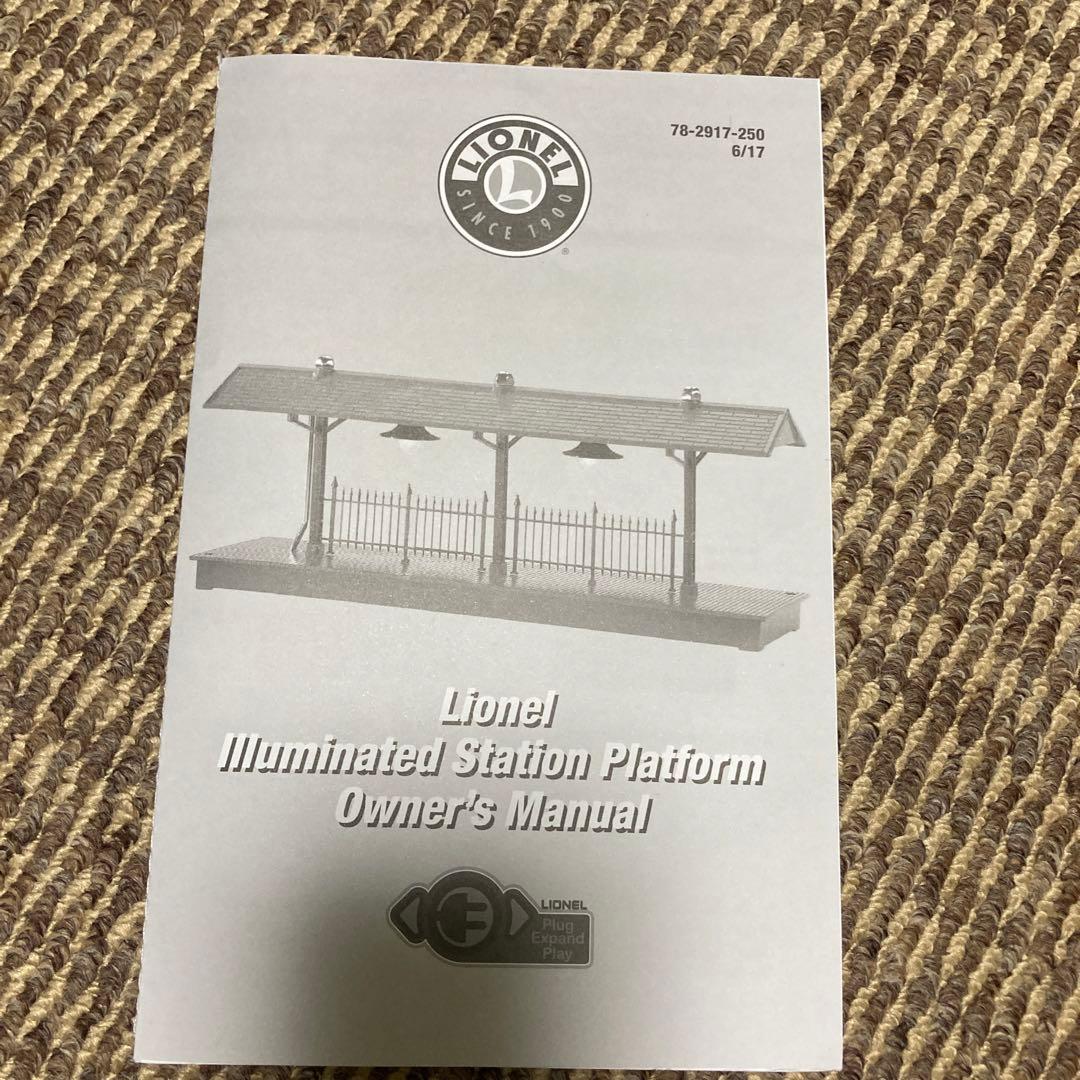 LIONEL
L
SINCE 1900
®
78-2917-250
6/17
Lionel
Illuminated Station Platform
Owner's Manual
LIONEL
Plug
Expand
Play